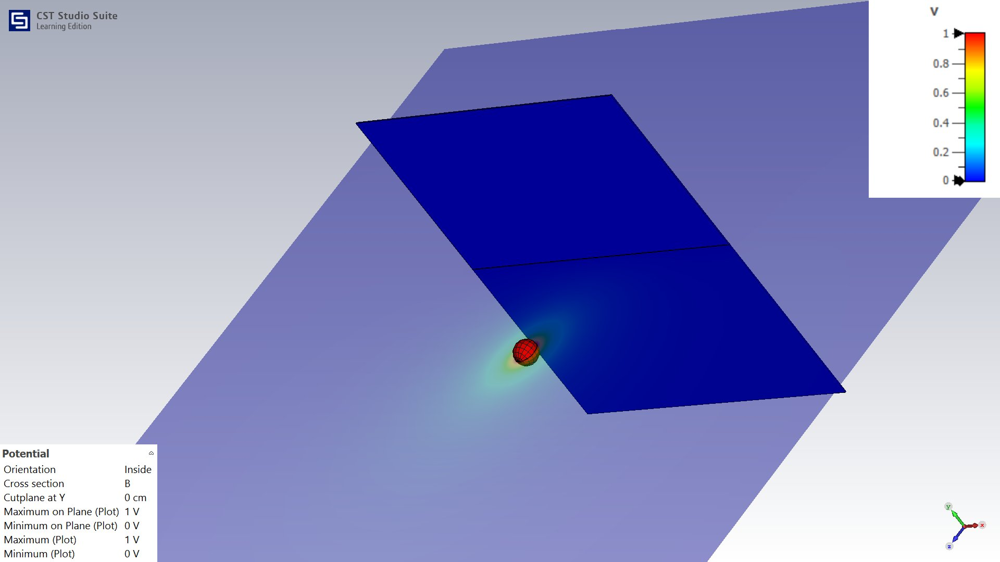 CST Studio Suite
Learning Edition
V
1
0.8
0.6
0.4
0.2
0
Potential
Orientation Inside
Cross section B
Cutplane at Y 0 cm
Maximum on Plane (Plot) 1 V
Minimum on Plane (Plot) 0 V
Maximum (Plot) 1 V
Minimum (Plot) 0 V
y
x
z